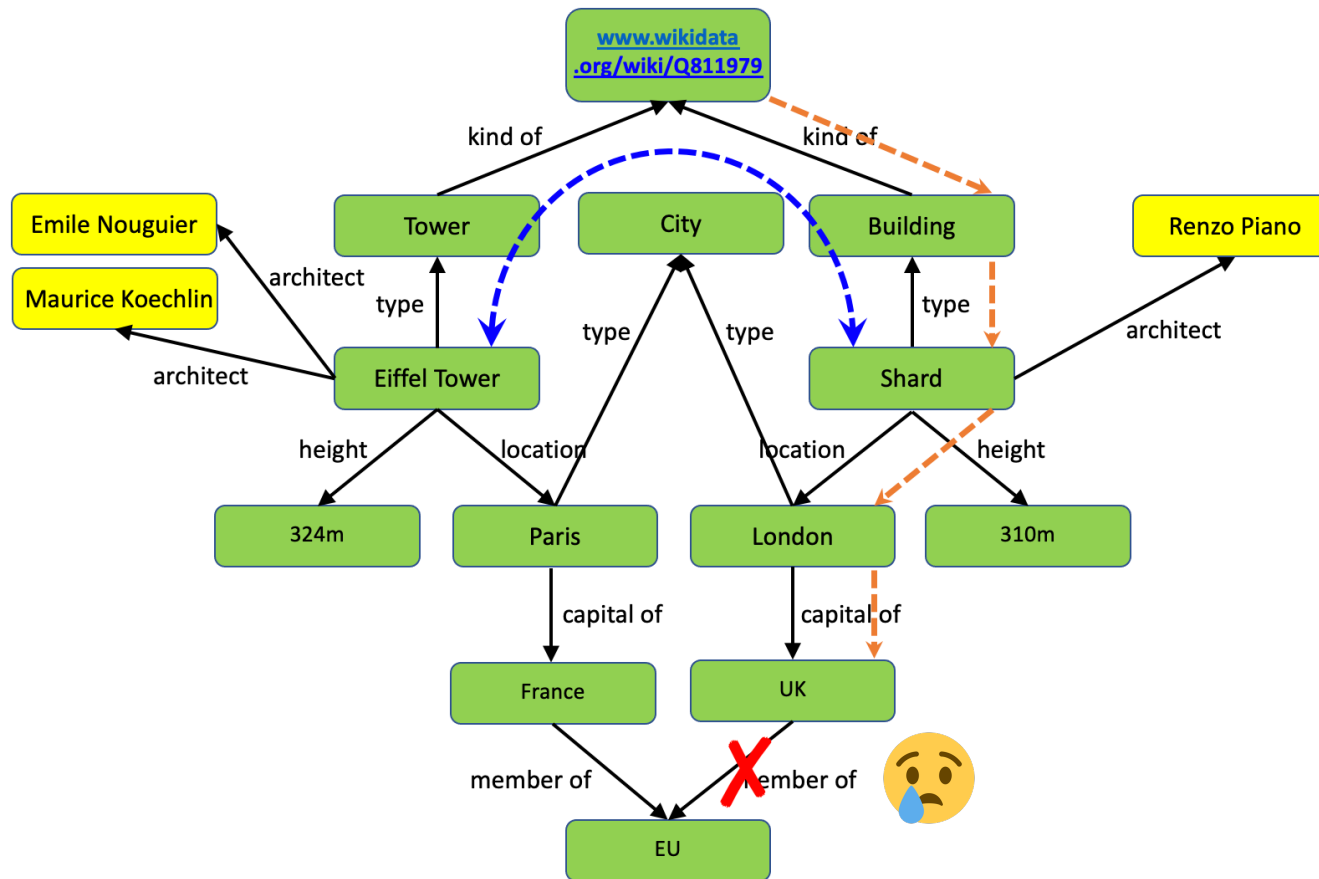 www.wikidata
.org/wiki/Q811979
kind of
kind of
Emile Nouguier
Tower
City
Building
Renzo Piano
Maurice Koechlin
architect
type
type
type
type
architect
architect
Eiffel Tower
Shard
height
location
location
height
324m
Paris
London
310m
capital of
capital of
France
UK
member of
member of
EU